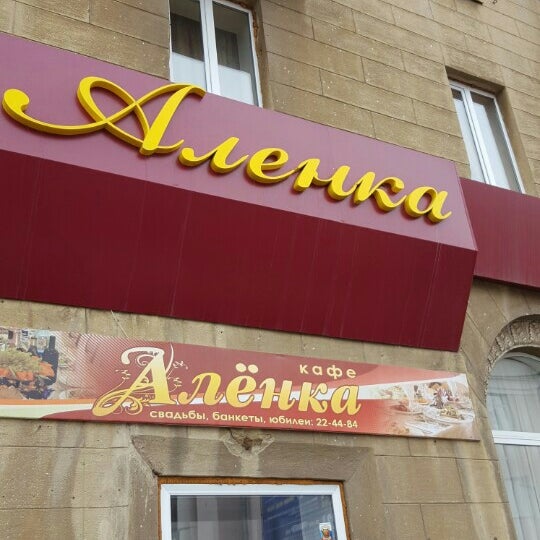 Аленка
кафе
Алёнка
свадьбы, банкеты, юбилеи: 22-44-84